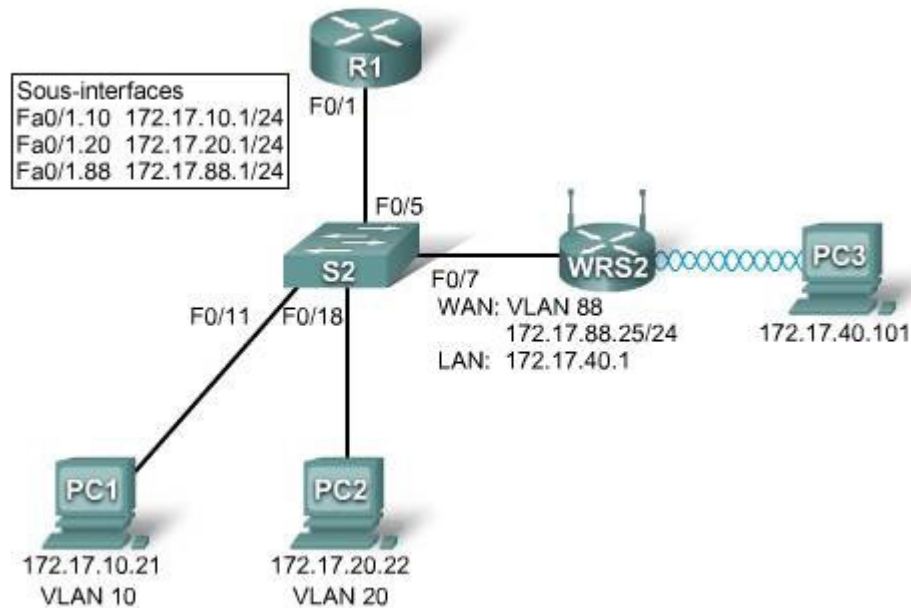 R1
Sous-interfaces
Fa0/1.10 172.17.10.1/24
Fa0/1.20 172.17.20.1/24
Fa0/1.88 172.17.88.1/24
F0/1
F0/5
S2
WRS2
PC3
F0/7
F0/11
F0/18
WAN: VLAN 88
172.17.88.25/24
LAN: 172.17.40.1
172.17.40.101
PC1
PC2
172.17.10.21
VLAN 10
172.17.20.22
VLAN 20